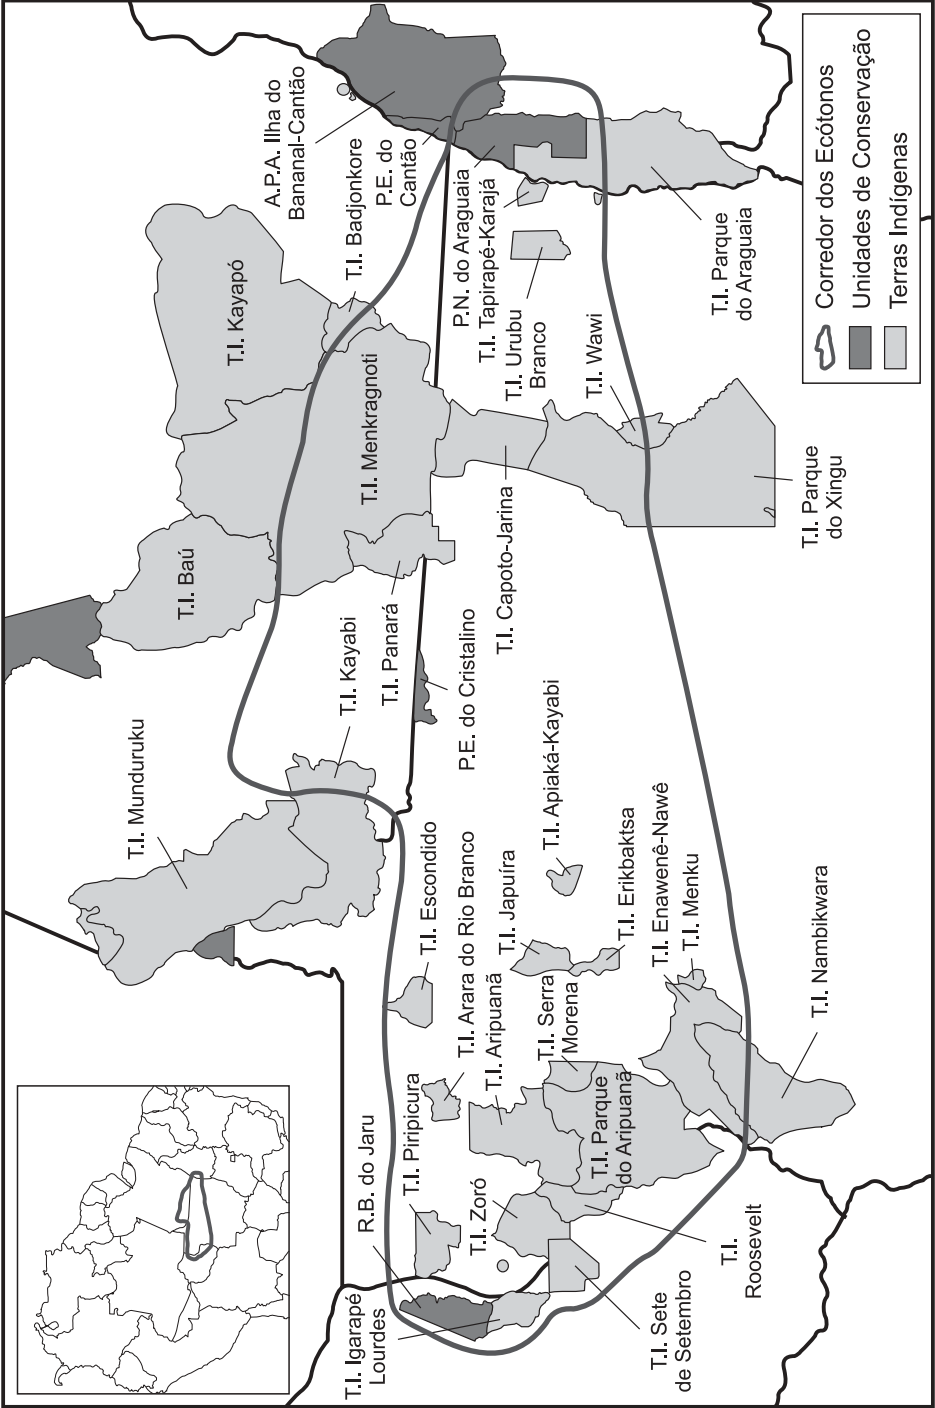 A.P.A. Ilha do
Bananal-Cantão
P.E. do
Cantão
T.I. Badjonkore
T.I. Kayapó
P.N. do Araguaia
T.I. Tapirapé-Karajá
T.I. Urubu
Branco
T.I. Wawi
T.I. Parque
do Araguaia
T.I. Menkragnoti
T.I. Baú
T.I. Panará
T.I. Kayabi
T.I. Munduruku
P.E. do Cristalino
T.I. Capoto-Jarina
T.I. Parque
do Xingu
T.I. Apiaká-Kayabi
T.I. Escondido
T.I. Arara do Rio Branco
T.I. Aripuanã
T.I. Japuíra
T.I. Serra
Morena
T.I. Erikbaktsa
T.I. Enawenê-Nawê
T.I. Menku
T.I. Nambikwara
T.I. Parque
do Aripuanã
T.I. Piripicura
R.B. do Jaru
T.I. Zoró
T.I. Igarapé
Lourdes
T.I. Sete
de Setembro
T.I.
Roosevelt
Corredor dos Ecótonos
Unidades de Conservação
Terras Indígenas